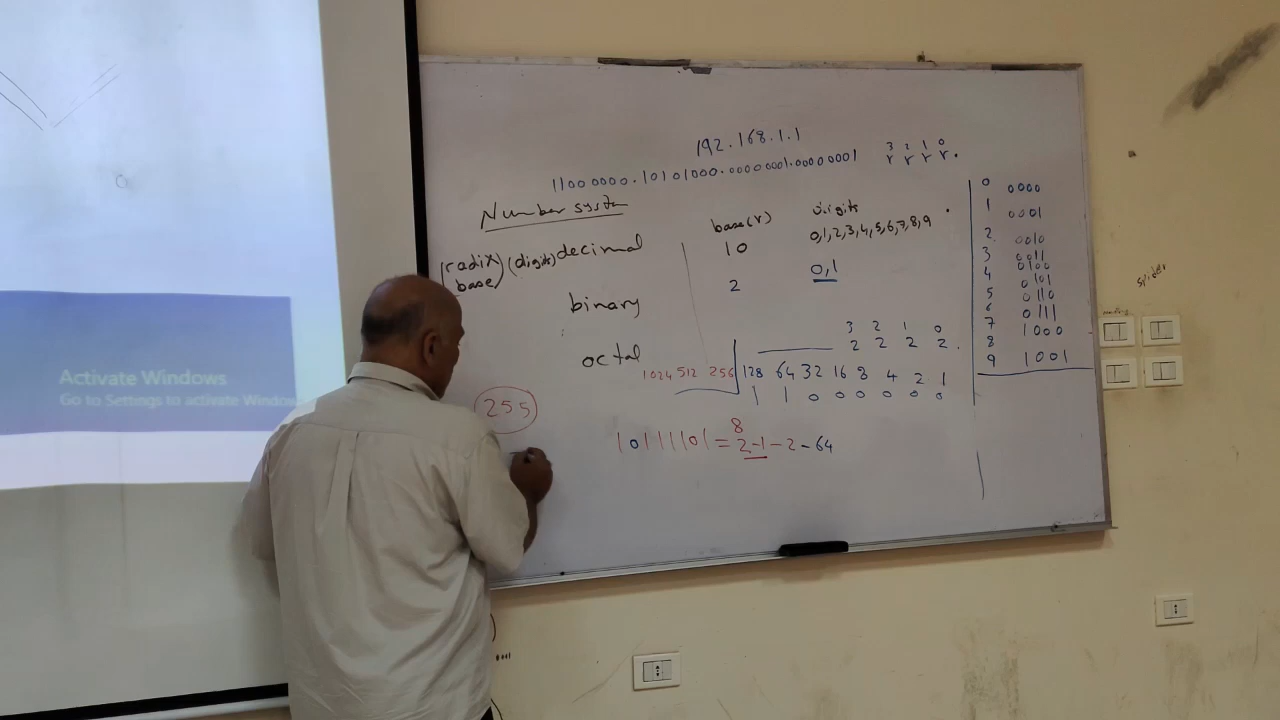 192.168.1.1
11000000.10101000.00000001.00000001
3 2 1 0
r r r r.
Number system
base(r) digits
(radix base) (digits) decimal 10 0,1,2,3,4,5,6,7,8,9
binary 2 0,1
octal
3 2 1 0
2 2 2 2.
1024 512 256 128 64 32 16 8 4 2 1
1 1 0 0 0 0 0 0
255
10111101 = 2^8-1-2-64
0 0000
1 0001
2 0010
3 0011
4 0100
5 0101
6 0110
7 0111
8 1000
9 1001
spider
Activate Windows
Go to Settings to activate Window